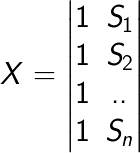 1 S₁
X = 1 S₂
1 ..
1 Sₙ